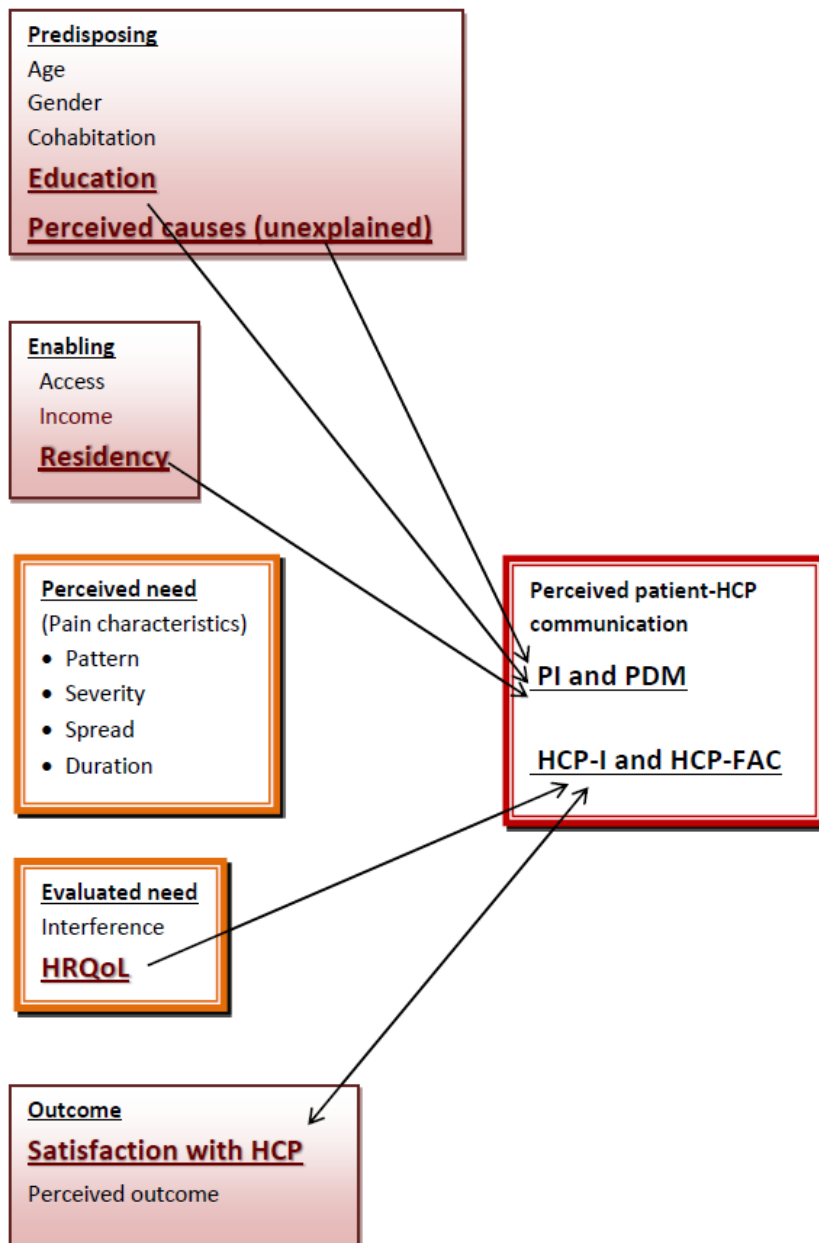 Predisposing
Age
Gender
Cohabitation
Education
Perceived causes (unexplained)
Enabling
Access
Income
Residency
Perceived need
(Pain characteristics)
• Pattern
• Severity
• Spread
• Duration
Evaluated need
Interference
HRQoL
Outcome
Satisfaction with HCP
Perceived outcome
Perceived patient-HCP
communication
PI and PDM
HCP-I and HCP-FAC